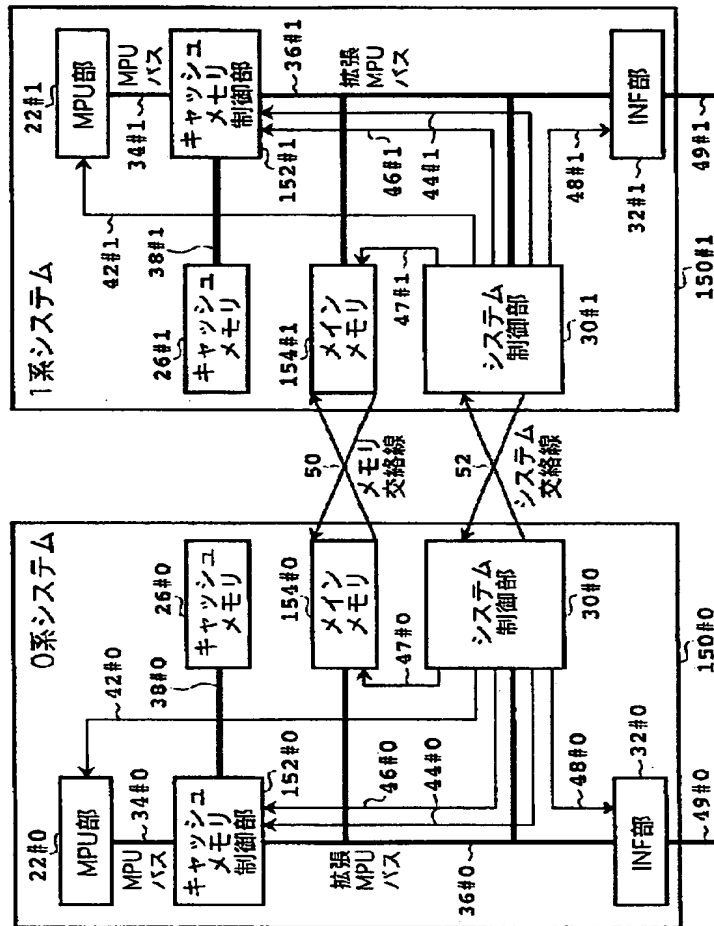 0系システム
22#0
MPU部
42#0
34#0
MPU
バス
38#0
キャッシュ
メモリ
制御部
152#0
キャッシュ
メモリ
26#0
拡張
MPU
バス
メイン
メモリ
154#0
46#0
44#0
47#0
36#0
システム
制御部
30#0
48#0
INF部
32#0
49#0
150#0
50
メモリ
交絡線
52
システム
交絡線
1系システム
22#1
MPU部
42#1
34#1
MPU
バス
38#1
キャッシュ
メモリ
26#1
キャッシュ
メモリ
制御部
152#1
36#1
拡張
MPU
バス
154#1
メイン
メモリ
46#1
44#1
47#1
システム
制御部
30#1
48#1
INF部
32#1
49#1
150#1